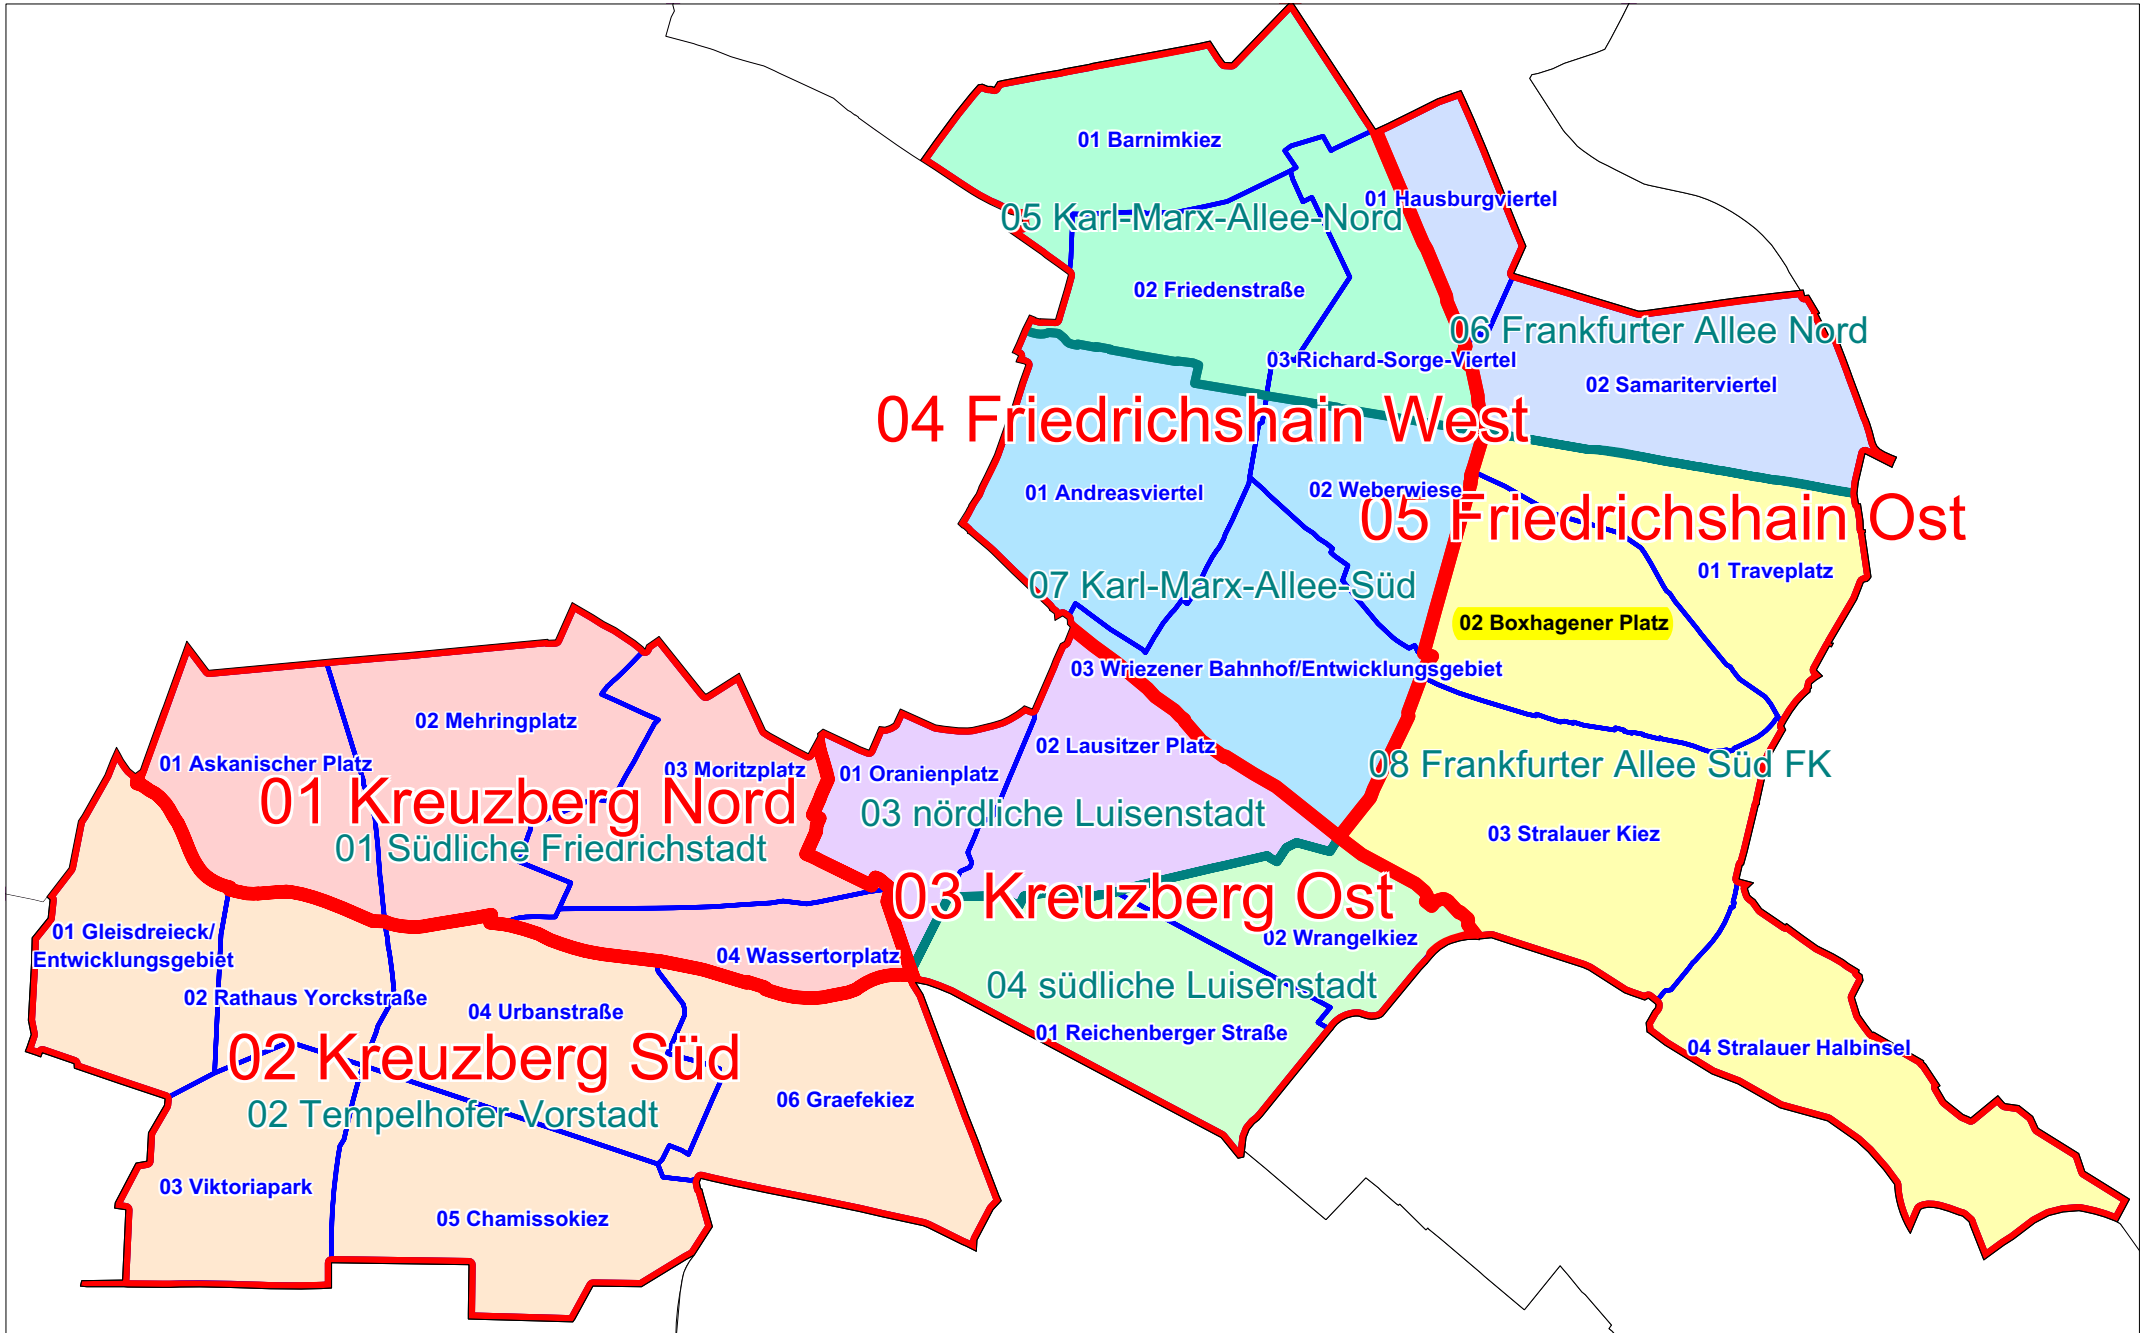 01 Barnimkiez
01 Hausburgviertel
05 Karl-Marx-Allee-Nord
02 Friedenstraße
06 Frankfurter Allee Nord
03 Richard-Sorge-Viertel
02 Samariterviertel
04 Friedrichshain West
01 Andreasviertel
02 Weberwiese
05 Friedrichshain Ost
01 Traveplatz
07 Karl-Marx-Allee-Süd
02 Boxhagener Platz
03 Wriezener Bahnhof/Entwicklungsgebiet
02 Mehringplatz
02 Lausitzer Platz
01 Askanischer Platz
03 Moritzplatz
01 Oranienplatz
08 Frankfurter Allee Süd FK
01 Kreuzberg Nord
03 nördliche Luisenstadt
03 Stralauer Kiez
01 Südliche Friedrichstadt
03 Kreuzberg Ost
01 Gleisdreieck/
Entwicklungsgebiet
02 Wrangelkiez
04 Wassertorplatz
04 südliche Luisenstadt
02 Rathaus Yorckstraße
04 Urbanstraße
01 Reichenberger Straße
04 Stralauer Halbinsel
02 Kreuzberg Süd
06 Graefekiez
02 Tempelhofer Vorstadt
03 Viktoriapark
05 Chamissokiez